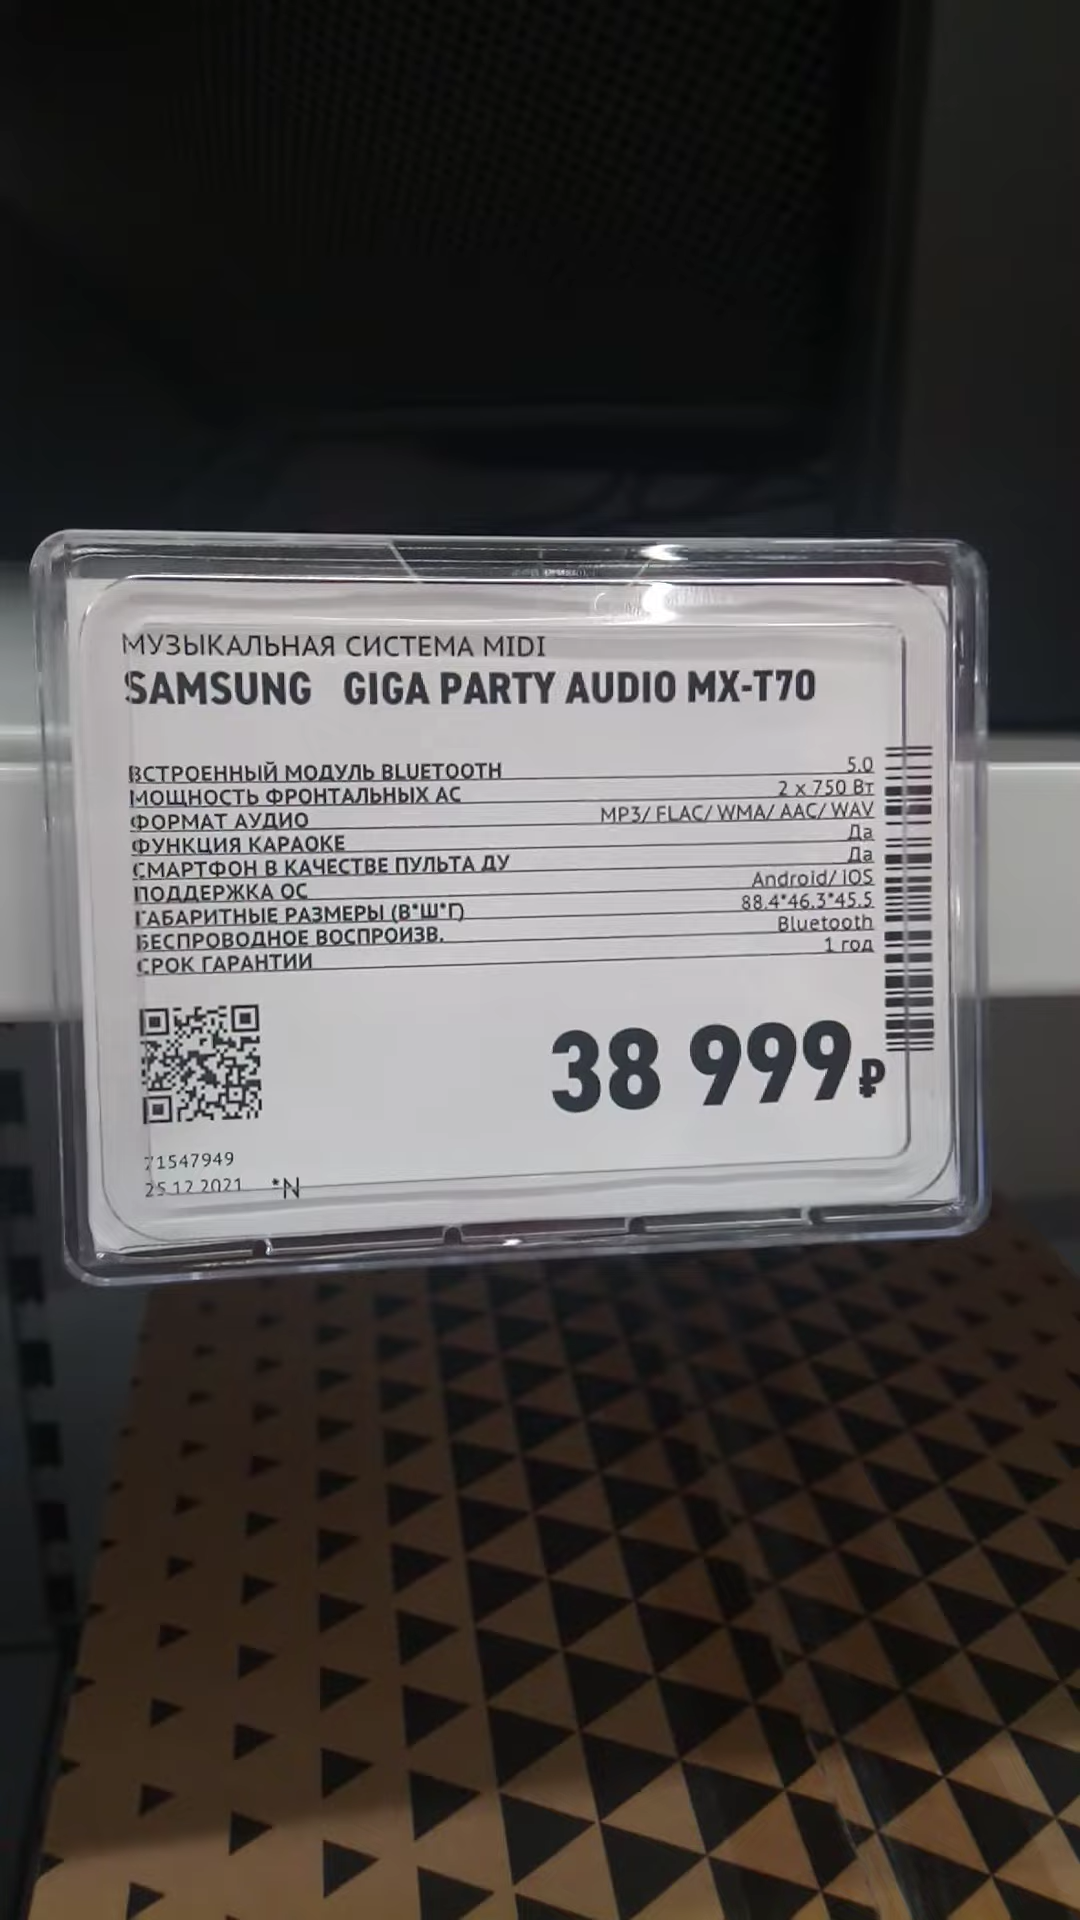 МУЗЫКАЛЬНАЯ СИСТЕМА MIDI
SAMSUNG GIGA PARTY AUDIO MX-T70
ВСТРОЕННЫЙ МОДУЛЬ BLUETOOTH 5.0
МОЩНОСТЬ ФРОНТАЛЬНЫХ АС 2 x 750 Вт
ФОРМАТ АУДИО MP3/ FLAC/ WMA/ AAC/ WAV
ФУНКЦИЯ КАРАОКЕ Да
СМАРТФОН В КАЧЕСТВЕ ПУЛЬТА ДУ Да
ПОДДЕРЖКА ОС Android/ iOS
ГАБАРИТНЫЕ РАЗМЕРЫ (В*Ш*Г) 88.4*46.3*45.5
БЕСПРОВОДНОЕ ВОСПРОИЗВ. Bluetooth
СРОК ГАРАНТИИ 1 год
38 999₽
71547949
25.12.2021 *N